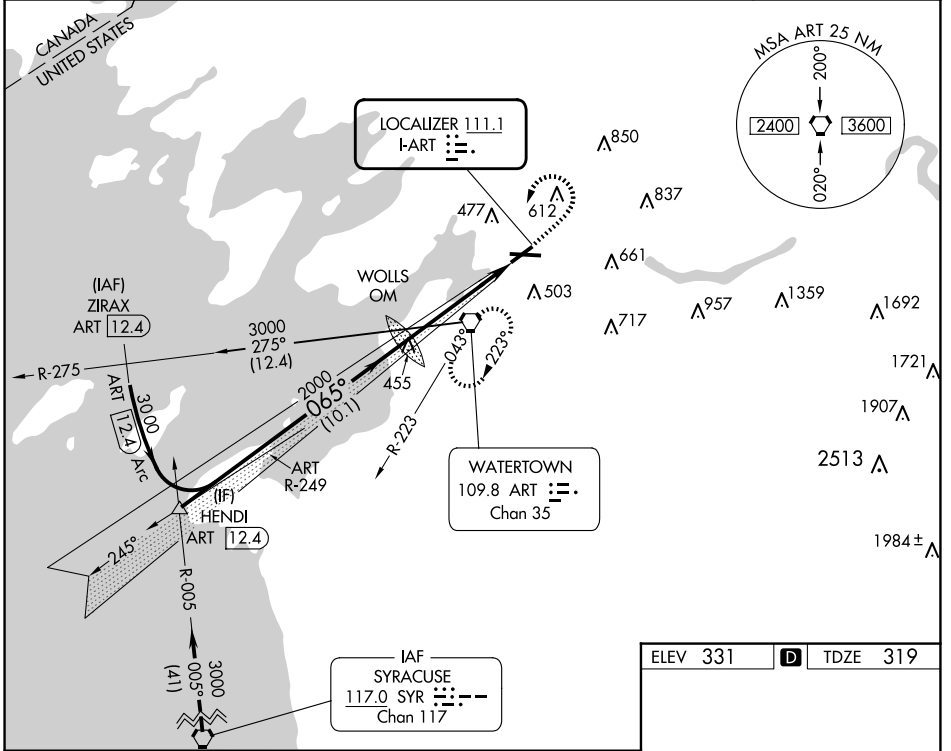 CANADA
UNITED STATES
MSA ART 25 NM
200°
2400
3600
020°
LOCALIZER 111.1
I-ART
850
477
612
837
661
WOLLS
OM
503
957
1359
1692
717
(IAF)
ZIRAX
ART 12.4
3000
275°
(12.4)
R-275
043°
223°
455
1721
2000
065°
(10.1)
1907
3000
ART 12.4 Arc
R-223
2513
ART
R-249
WATERTOWN
109.8 ART
Chan 35
(IF)
HENDI
ART 12.4
1984±
245°
R-005
3000
005°
(41)
IAF
SYRACUSE
117.0 SYR
Chan 117
ELEV 331 D TDZE 319